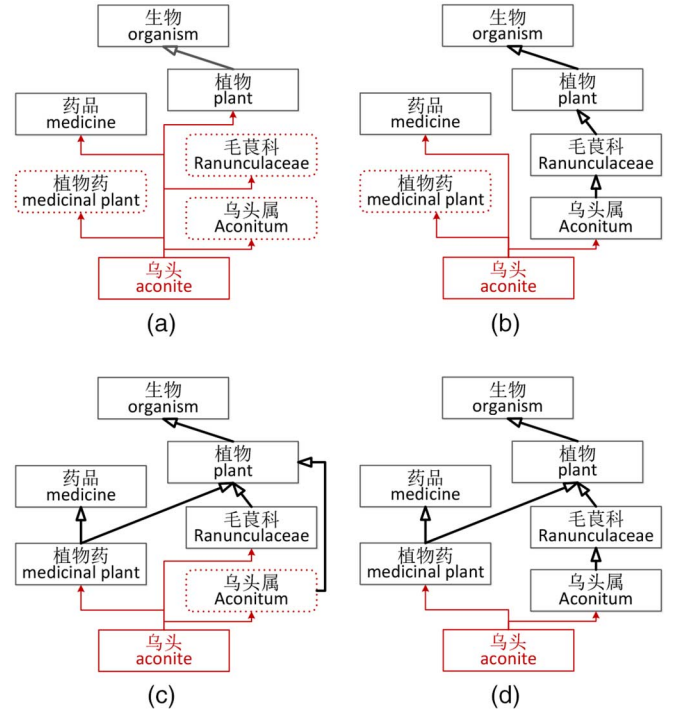 生物
organism
植物
plant
药品
medicine
毛茛科
Ranunculaceae
植物药
medicinal plant
乌头属
Aconitum
乌头
aconite
(a)
生物
organism
植物
plant
药品
medicine
毛茛科
Ranunculaceae
植物药
medicinal plant
乌头属
Aconitum
乌头
aconite
(b)
生物
organism
植物
plant
药品
medicine
毛茛科
Ranunculaceae
植物药
medicinal plant
乌头属
Aconitum
乌头
aconite
(c)
生物
organism
植物
plant
药品
medicine
毛茛科
Ranunculaceae
植物药
medicinal plant
乌头属
Aconitum
乌头
aconite
(d)